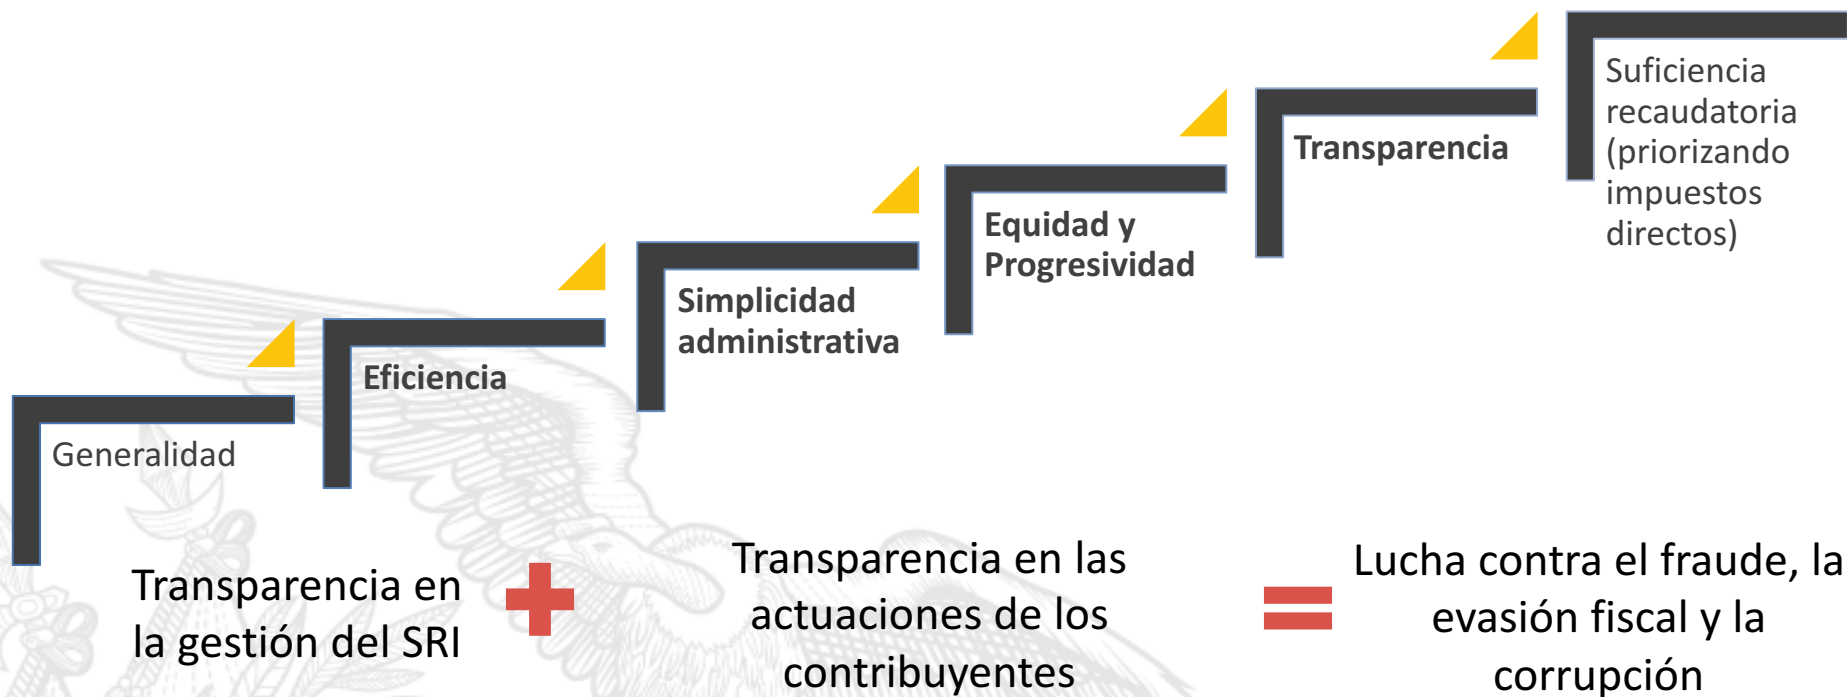 Generalidad
Eficiencia
Simplicidad
administrativa
Equidad y
Progresividad
Transparencia
Suficiencia
recaudatoria
(priorizando
impuestos
directos)
Transparencia en
la gestión del SRI
Transparencia en las
actuaciones de los
contribuyentes
Lucha contra el fraude, la
evasión fiscal y la
corrupción